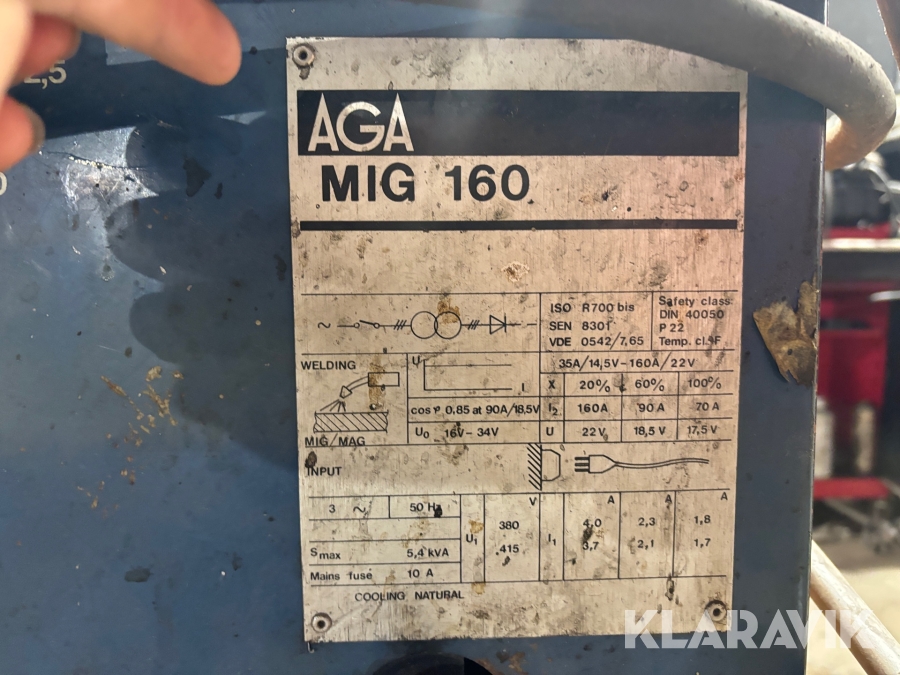 2,5
0
AGA
MIG 160
ISO R700 bis
SEN 8301
VDE 0542/7,65
Safety class:
DIN 40050
P 22
Temp. cl. F
WELDING
U
I
35A/14,5V-160A/22V
X 20% 60% 100%
cos φ 0,85 at 90A/18,5V
I2 160A 90A 70A
MIG/MAG
U0 16V-34V
U 22V 18,5V 17,5V
INPUT
3 ~ 50 Hz
V A A A
U1 380 I1 4,0 2,3 1,8
415 3,7 2,1 1,7
Smax 5,4 kVA
Mains fuse 10 A
COOLING NATURAL
KLARAVIK